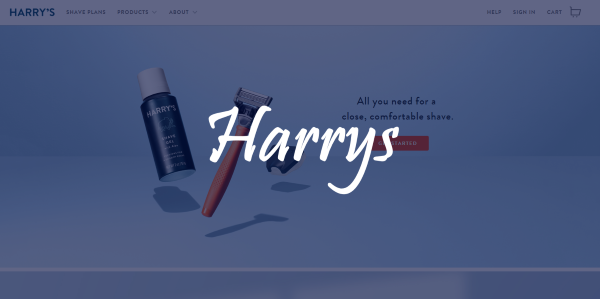 HARRY'S SHAVE PLANS PRODUCTS ABOUT HELP SIGN IN CART
HARRY'S
All you need for a
close, comfortable shave.
Harrys
STARTED